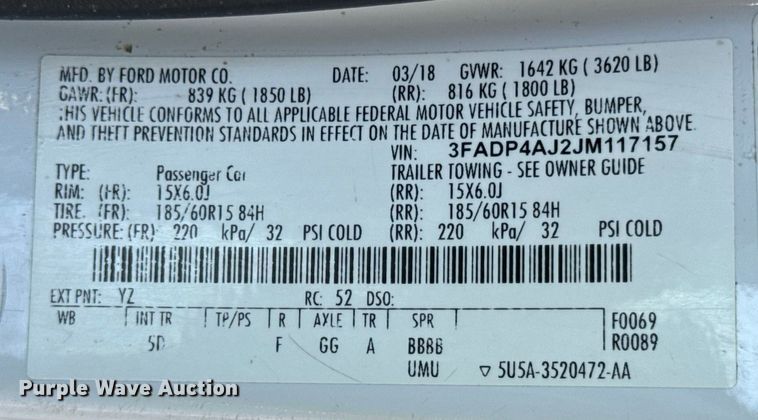 MFD. BY FORD MOTOR CO. DATE: 03/18 GVWR: 1642 KG ( 3620 LB)
GAWR: (FR): 839 KG ( 1850 LB) (RR): 816 KG ( 1800 LB)
THIS VEHICLE CONFORMS TO ALL APPLICABLE FEDERAL MOTOR VEHICLE SAFETY, BUMPER,
AND THEFT PREVENTION STANDARDS IN EFFECT ON THE DATE OF MANUFACTURE SHOWN ABOVE.
VIN: 3FADP4AJ2JM117157
TYPE: Passenger Car TRAILER TOWING - SEE OWNER GUIDE
RIM: (FR): 15X6.0J (RR): 15X6.0J
TIRE. (FR): 185/60R15 84H (RR): 185/60R15 84H
PRESSURE: (FR) 220 kPa/ 32 PSI COLD (RR): 220 kPa/ 32 PSI COLD
EXT PNT: YZ RC: 52 DSO:
WB INT TR TP/PS R AXLE TR SPR F0069
5D F GG A BBBB R0089
UMU ▽ 5U5A-3520472-AA
Purple Wave Auction